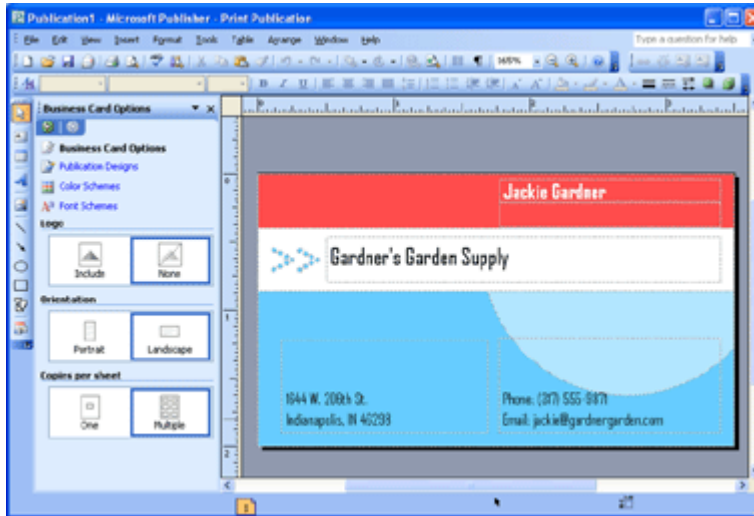 Publication1 - Microsoft Publisher - Print Publication
File Edit View Insert Format Tools Table Arrange Window Help
Type a question for help
165%
Business Card Options
Business Card Options
Publication Designs
Color Schemes
Font Schemes
Logo
Include None
Orientation
Portrait Landscape
Copies per sheet
One Multiple
Jackie Gardner
Gardner's Garden Supply
1644 W. 206th St.
Indianapolis, IN 46293
Phone: (317) 555-9871
Email: jackie@gardnergarden.com
1